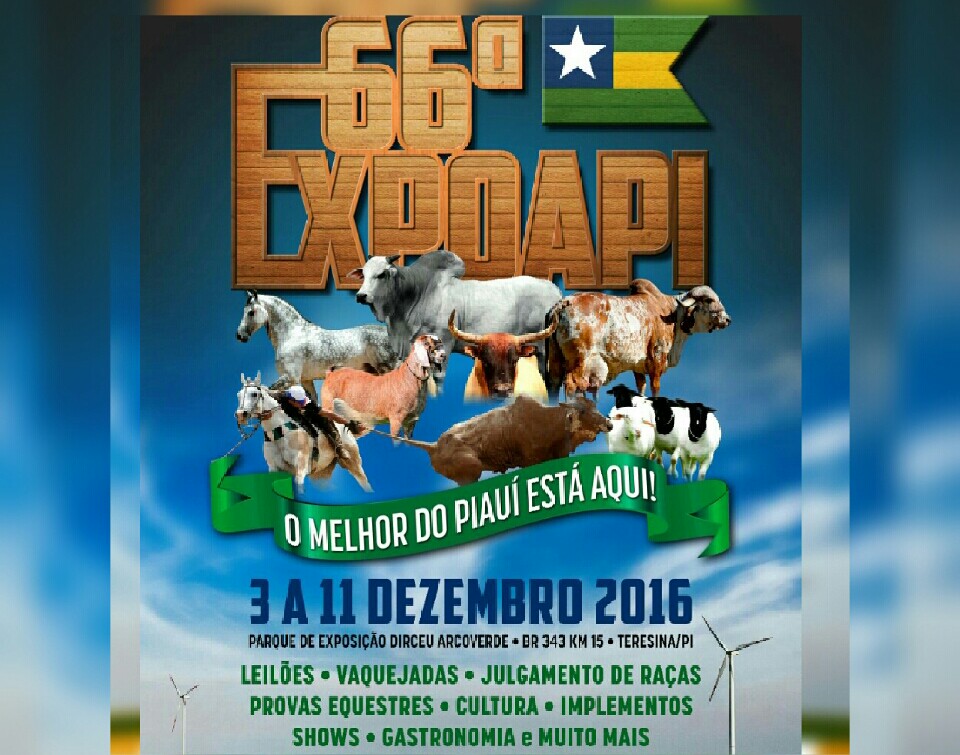 66ª
EXPOAPI
O MELHOR DO PIAUÍ ESTÁ AQUI!
3 A 11 DEZEMBRO 2016
PARQUE DE EXPOSIÇÃO DIRCEU ARCOVERDE • BR 343 KM 15 • TERESINA/PI
LEILÕES • VAQUEJADAS • JULGAMENTO DE RAÇAS
PROVAS EQUESTRES • CULTURA • IMPLEMENTOS
SHOWS • GASTRONOMIA e MUITO MAIS